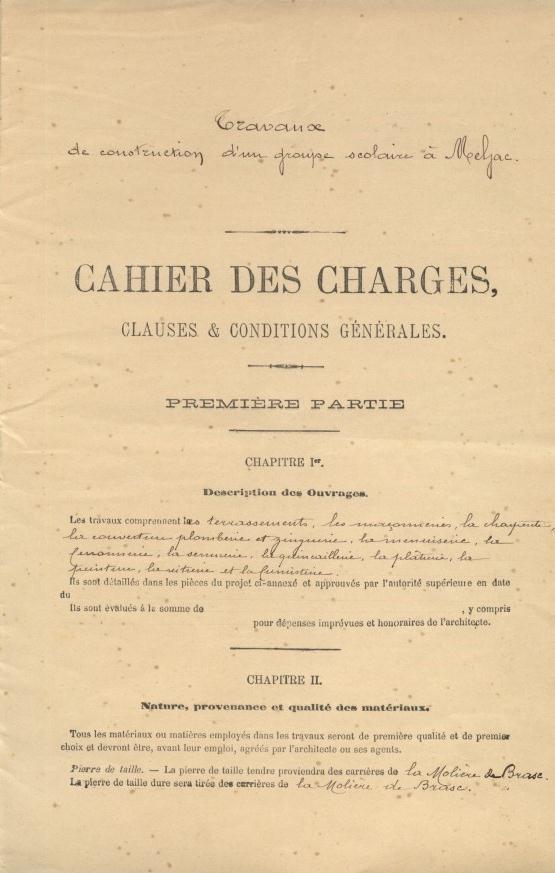 Travaux
de construction d'un groupe scolaire à Meljac.
CAHIER DES CHARGES,
CLAUSES & CONDITIONS GÉNÉRALES.
PREMIÈRE PARTIE
CHAPITRE Ier.
Description des Ouvrages.
Les travaux comprennent les terrassements, les maçonneries, la charpente,
la couverture plomberie et zinguerie, la menuiserie, la
ferronnerie, la serrurerie, la quincaillerie, la plâtrerie, la
peinture, la vitrerie et la fumisterie.
Ils sont détaillés dans les pièces du projet ci-annexé et approuvés par l'autorité supérieure en date
du
Ils sont évalués à la somme de , y compris
pour dépenses imprévues et honoraires de l'architecte.
CHAPITRE II.
Nature, provenance et qualité des matériaux.
Tous les matériaux ou matières employés dans les travaux seront de première qualité et de premier
choix et devront être, avant leur emploi, agréés par l'architecte ou ses agents.
Pierre de taille. — La pierre de taille tendre proviendra des carrières de la Molière de Brasc.
La pierre de taille dure sera tirée des carrières de la Molière de Brasc.